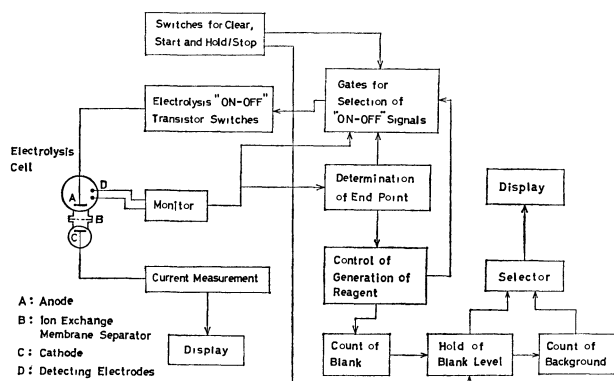 Switches for Clear,
Start and Hold/Stop
Electrolysis "ON-OFF"
Transistor Switches
Gates for
Selection of
"ON-OFF" Signals
Electrolysis
Cell
D
A
B
C
Monitor
Determination
of End Point
Display
Current Measurement
Control of
Generation of
Reagent
Selector
A: Anode
B: Ion Exchange
Membrane Separator
C: Cathode
D: Detecting Electrodes
Display
Count of
Blank
Hold of
Blank Level
Count of
Background